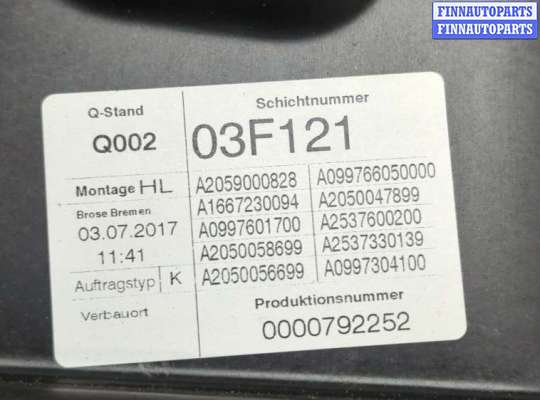 FINNAUTOPARTS
FINNAUTOPARTS
Q-Stand
Q002
Schichtnummer
03F121
Montage HL
Brose Bremen
03.07.2017
11:41
Auftragstyp K
Verbauort
A2059000828 A099766050000
A1667230094 A2050047899
A0997601700 A2537600200
A2050058699 A2537330139
A2050056699 A0997304100
Produktionsnummer
0000792252